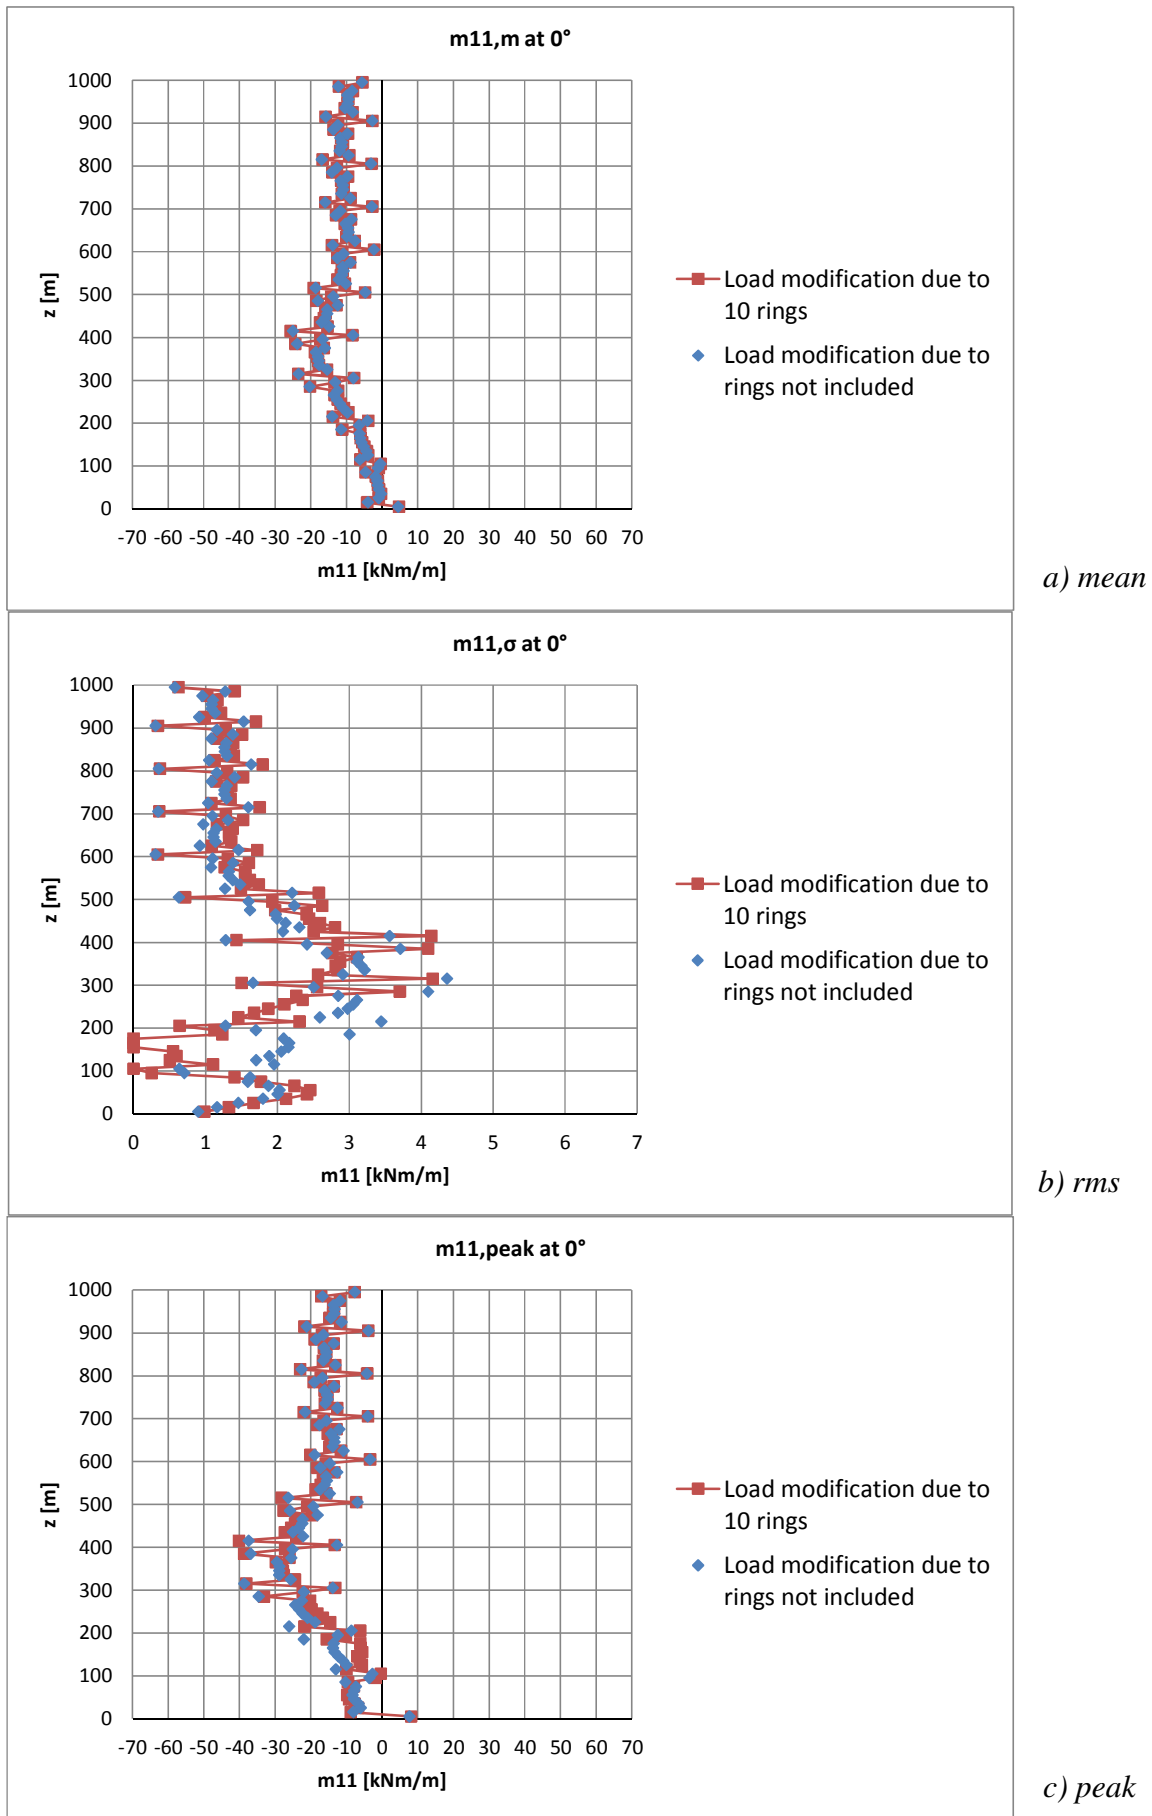 m11,m at 0°
1000
900
800
700
600
500
400
300
200
100
0
z [m]
-70 -60 -50 -40 -30 -20 -10 0 10 20 30 40 50 60 70
m11 [kNm/m]
Load modification due to
10 rings
Load modification due to
rings not included
a) mean
m11,σ at 0°
1000
900
800
700
600
500
400
300
200
100
0
z [m]
0 1 2 3 4 5 6 7
m11 [kNm/m]
Load modification due to
10 rings
Load modification due to
rings not included
b) rms
m11,peak at 0°
1000
900
800
700
600
500
400
300
200
100
0
z [m]
-70 -60 -50 -40 -30 -20 -10 0 10 20 30 40 50 60 70
m11 [kNm/m]
Load modification due to
10 rings
Load modification due to
rings not included
c) peak